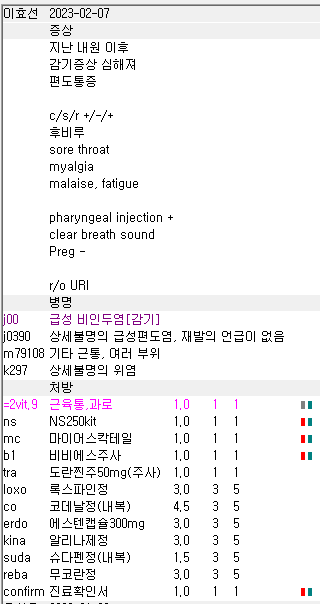 이효선 2023-02-07
증상
지난 내원 이후
감기증상 심해져
편도통증
c/s/r +/-/+
후비루
sore throat
myalgia
malaise, fatigue
pharyngeal injection +
clear breath sound
Preg -
r/o URI
병명
j00 급성 비인두염[감기]
j0390 상세불명의 급성편도염, 재발의 언급이 없음
m79108 기타 근통, 여러 부위
k297 상세불명의 위염
처방
=2vit.9 근육통,과로 1.0 1 1
ns NS250kit 1.0 1 1
mc 마이어스칵테일 1.0 1 1
b1 비비에스주사 1.0 1 1
tra 도란찐주50mg(주사) 1.0 1 1
loxo 록스파인정 3.0 3 5
co 코데날정(내복) 4.5 3 5
erdo 에스텐캡슐300mg 3.0 3 5
kina 알리나제정 3.0 3 5
suda 슈다펜정(내복) 1.5 3 5
reba 무코란정 3.0 3 5
confirm 진료확인서 1.0 1 1